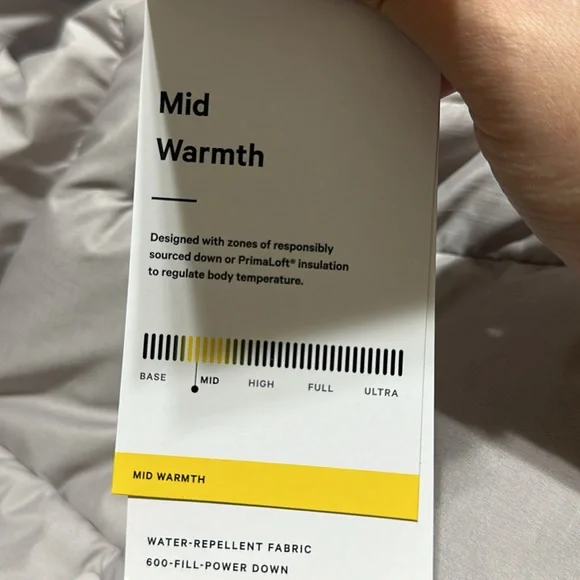 Mid
Warmth
Designed with zones of responsibly
sourced down or PrimaLoft® insulation
to regulate body temperature.
BASE MID HIGH FULL ULTRA
MID WARMTH
WATER-REPELLENT FABRIC
600-FILL-POWER DOWN